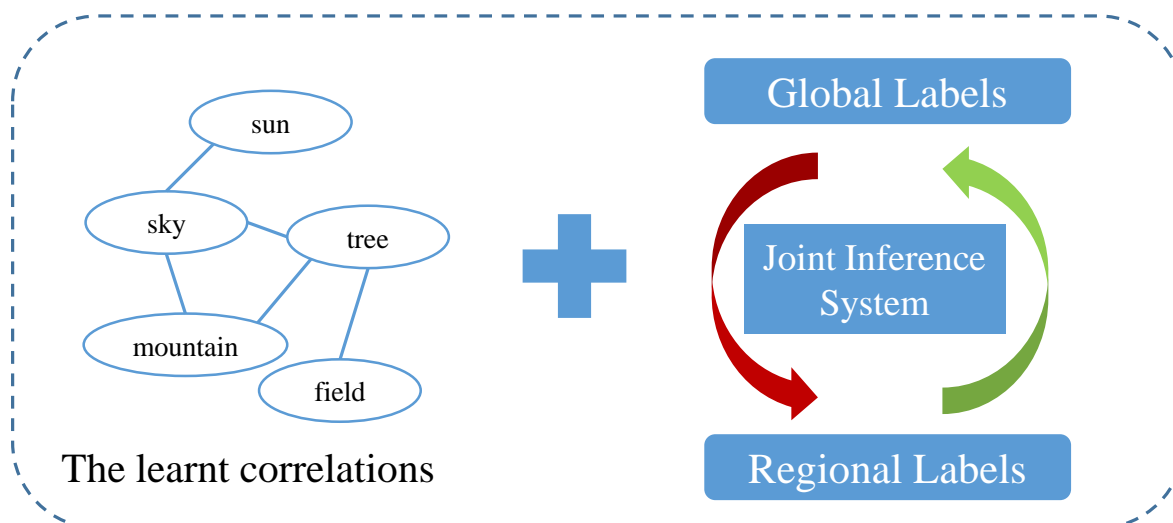 sun
sky
tree
mountain
field
The learnt correlations
Global Labels
Joint Inference
System
Regional Labels